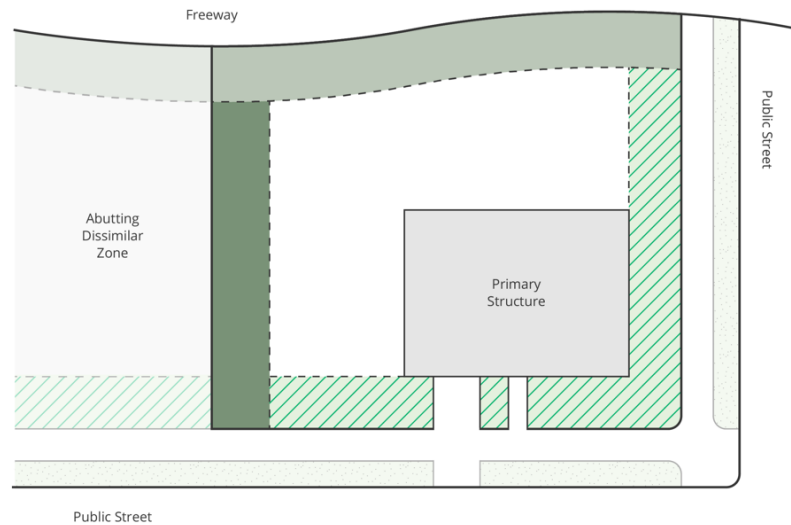 Freeway
Public Street
Abutting
Dissimilar
Zone
Primary
Structure
Public Street